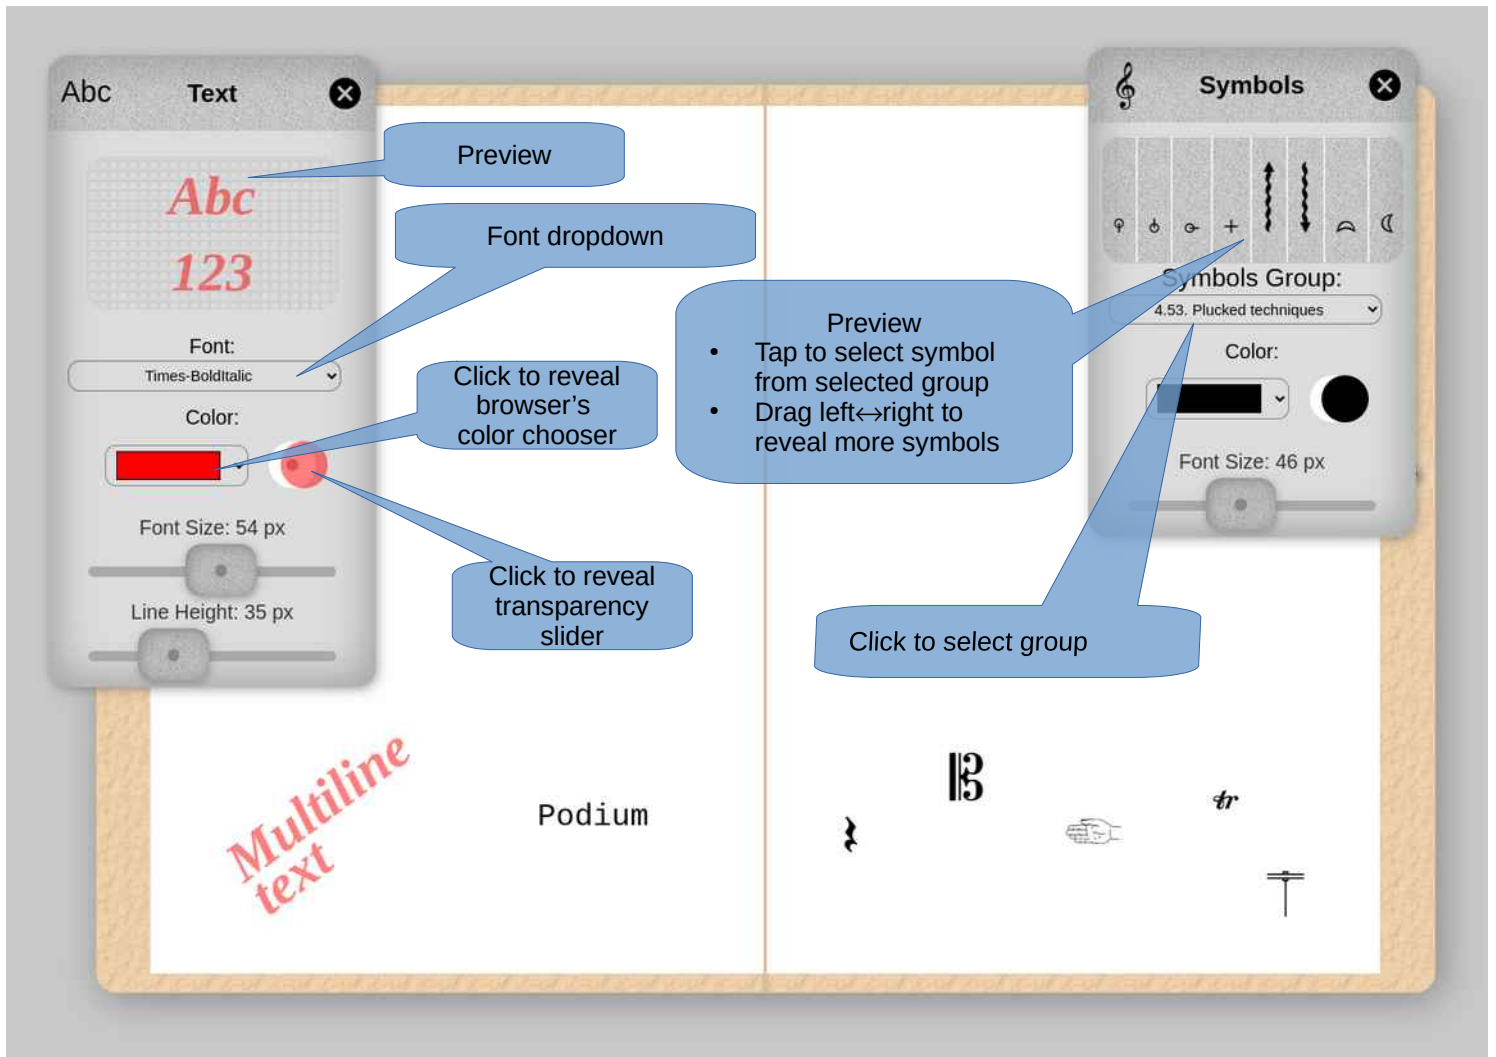 Abc
Text
Abc
123
Font:
Times-BoldItalic
Color:
Font Size: 54 px
Line Height: 35 px
Preview
Font dropdown
Click to reveal
browser’s
color chooser
Click to reveal
transparency
slider
Preview
• Tap to select symbol
from selected group
• Drag left↔right to
reveal more symbols
Symbols
Symbols Group:
4.53. Plucked techniques
Color:
Font Size: 46 px
Click to select group
Multiline
text
Podium
tr